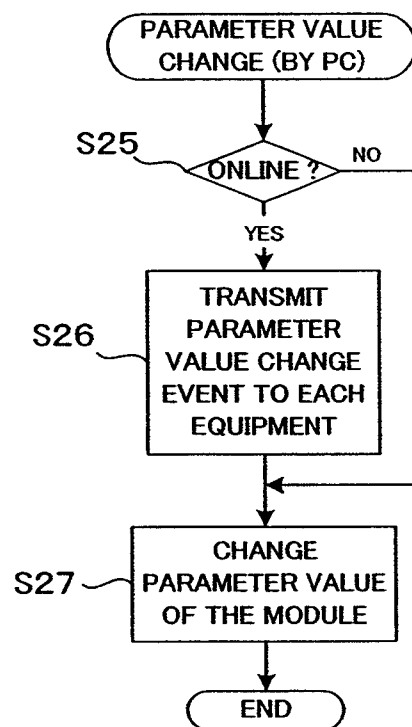 PARAMETER VALUE
CHANGE (BY PC)
S25
ONLINE ?
NO
YES
S26
TRANSMIT
PARAMETER
VALUE CHANGE
EVENT TO EACH
EQUIPMENT
S27
CHANGE
PARAMETER VALUE
OF THE MODULE
END